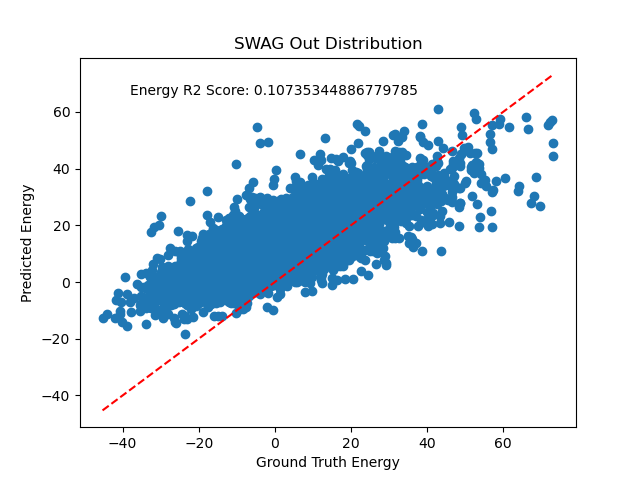 SWAG Out Distribution
Energy R2 Score: 0.10735344886779785
60
40
20
0
−20
−40
Predicted Energy
−40 −20 0 20 40 60
Ground Truth Energy